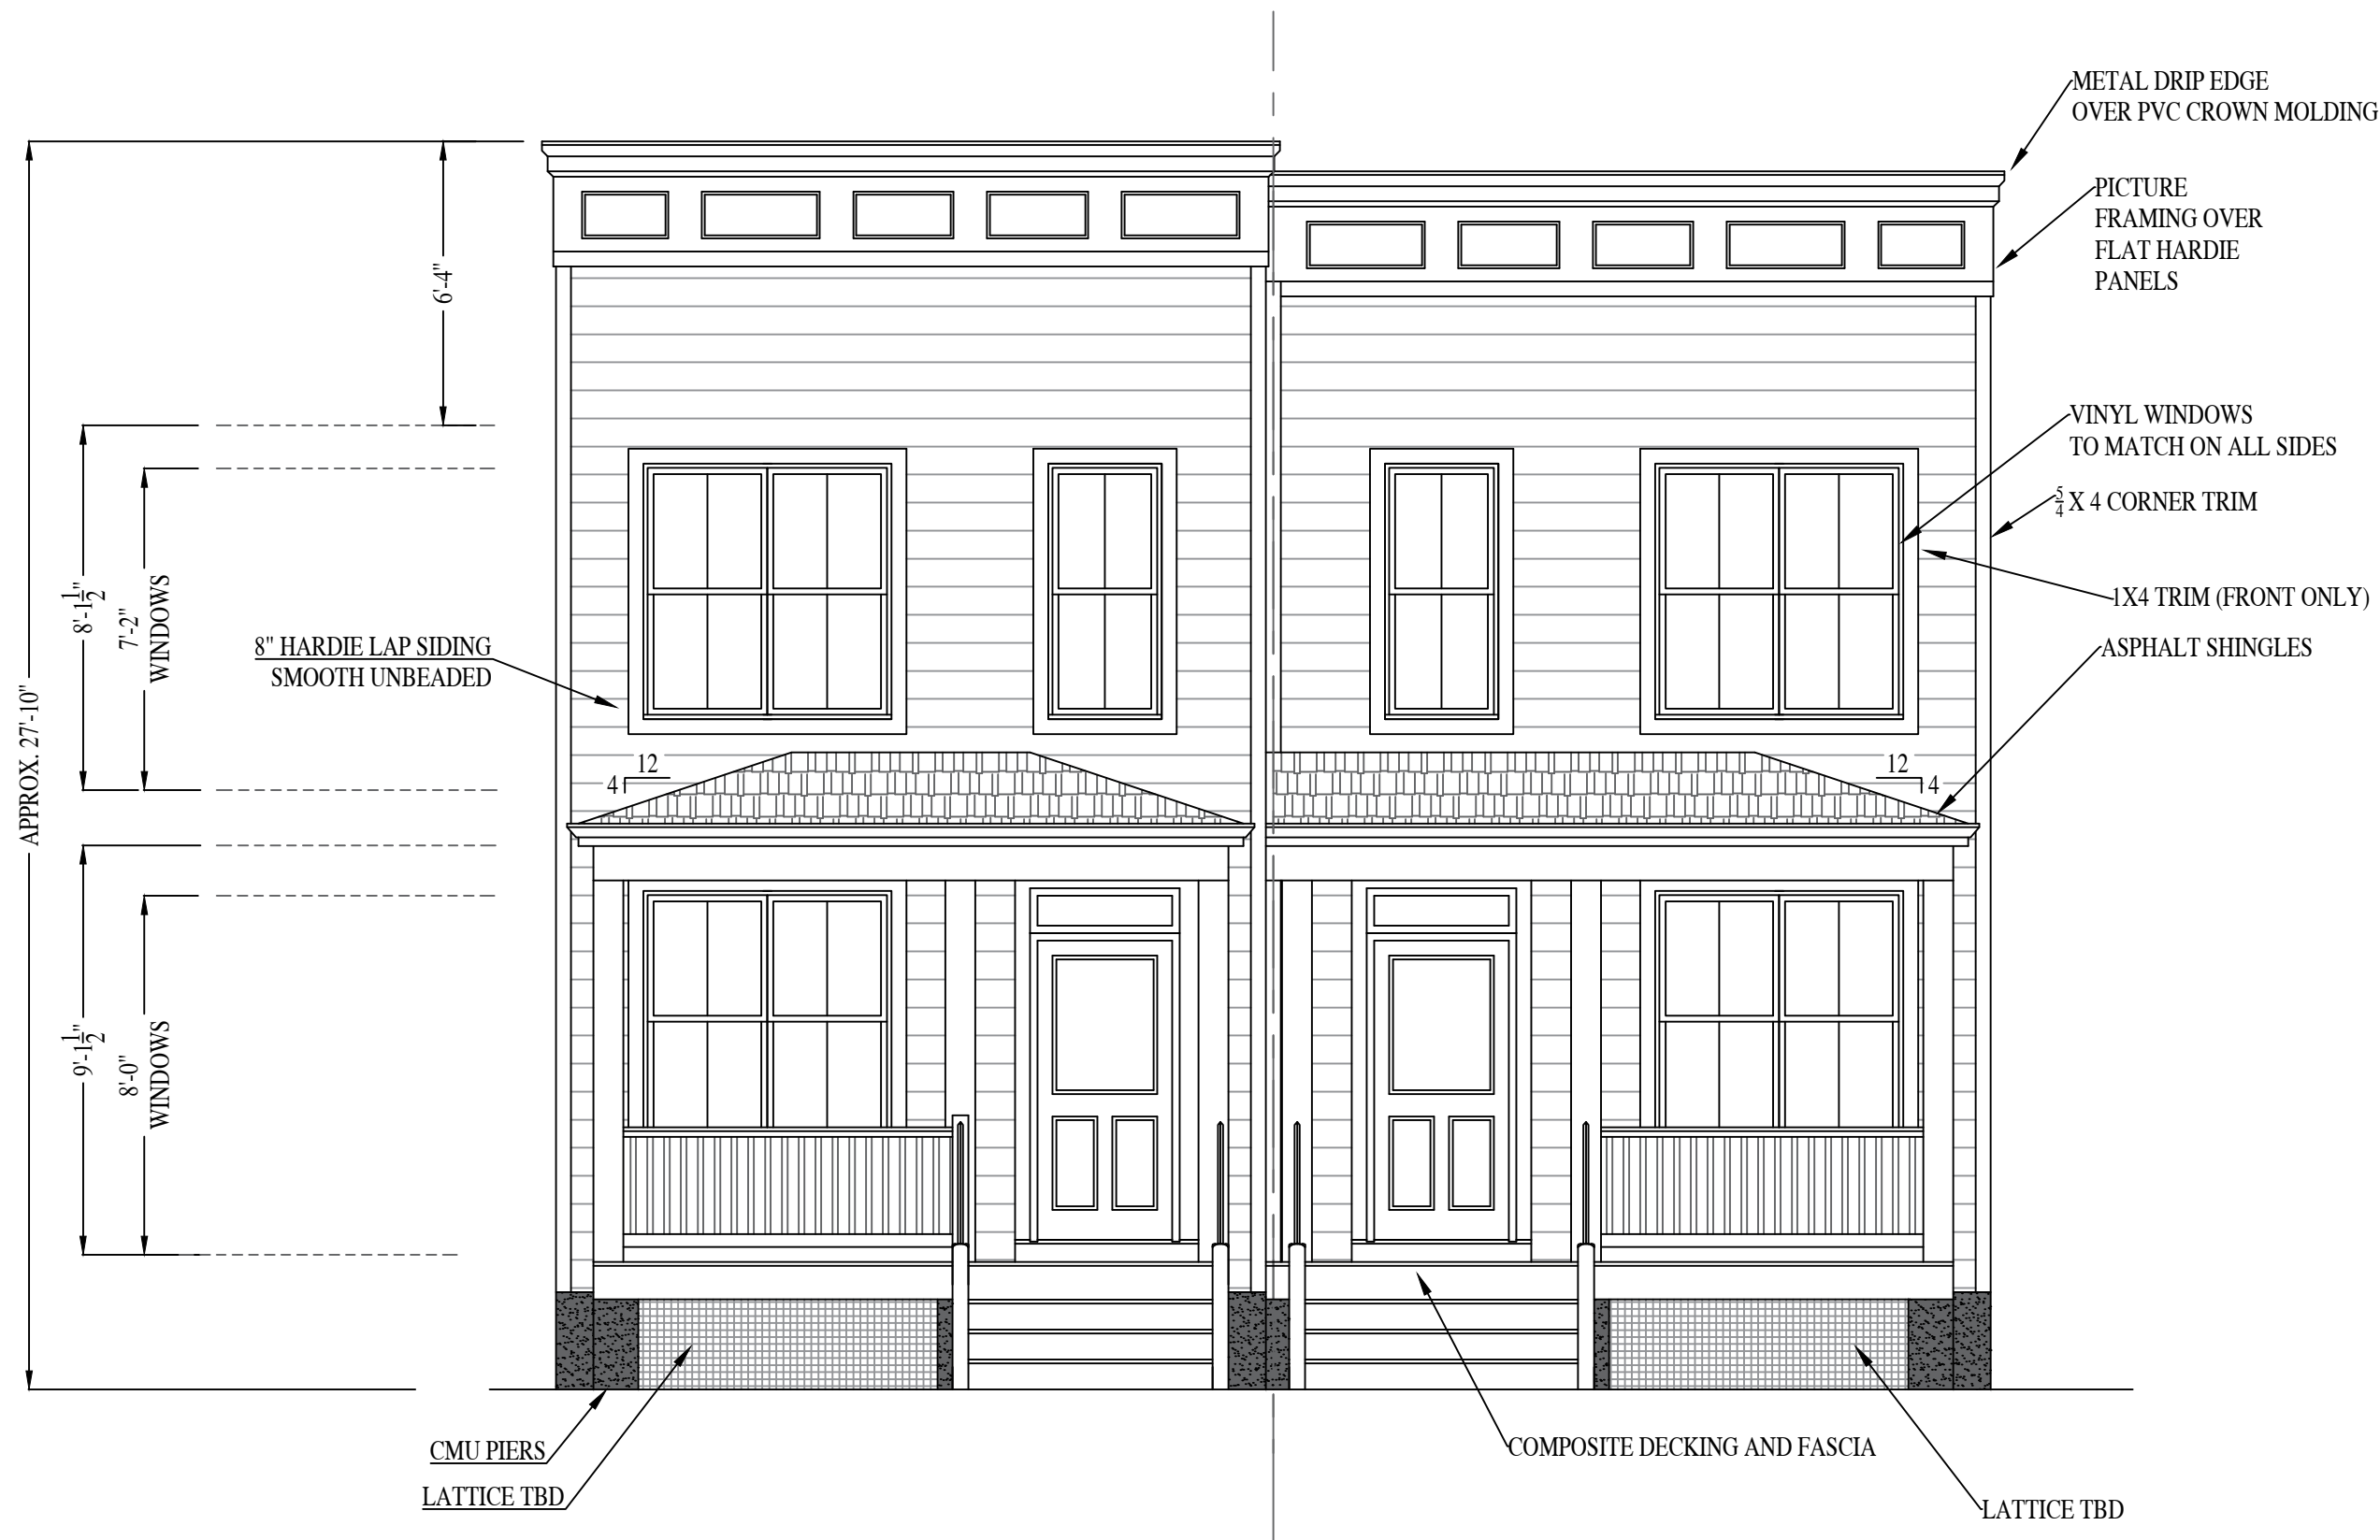 METAL DRIP EDGE
OVER PVC CROWN MOLDING
PICTURE
FRAMING OVER
FLAT HARDIE
PANELS
6'-4"
VINYL WINDOWS
TO MATCH ON ALL SIDES
5/4 X 4 CORNER TRIM
1X4 TRIM (FRONT ONLY)
ASPHALT SHINGLES
8'-1 1/2"
7'-2"
WINDOWS
8" HARDIE LAP SIDING
SMOOTH UNBEADED
APPROX. 27'-10"
12
4
12
4
9'-1 1/2"
8'-0"
WINDOWS
CMU PIERS
LATTICE TBD
COMPOSITE DECKING AND FASCIA
LATTICE TBD